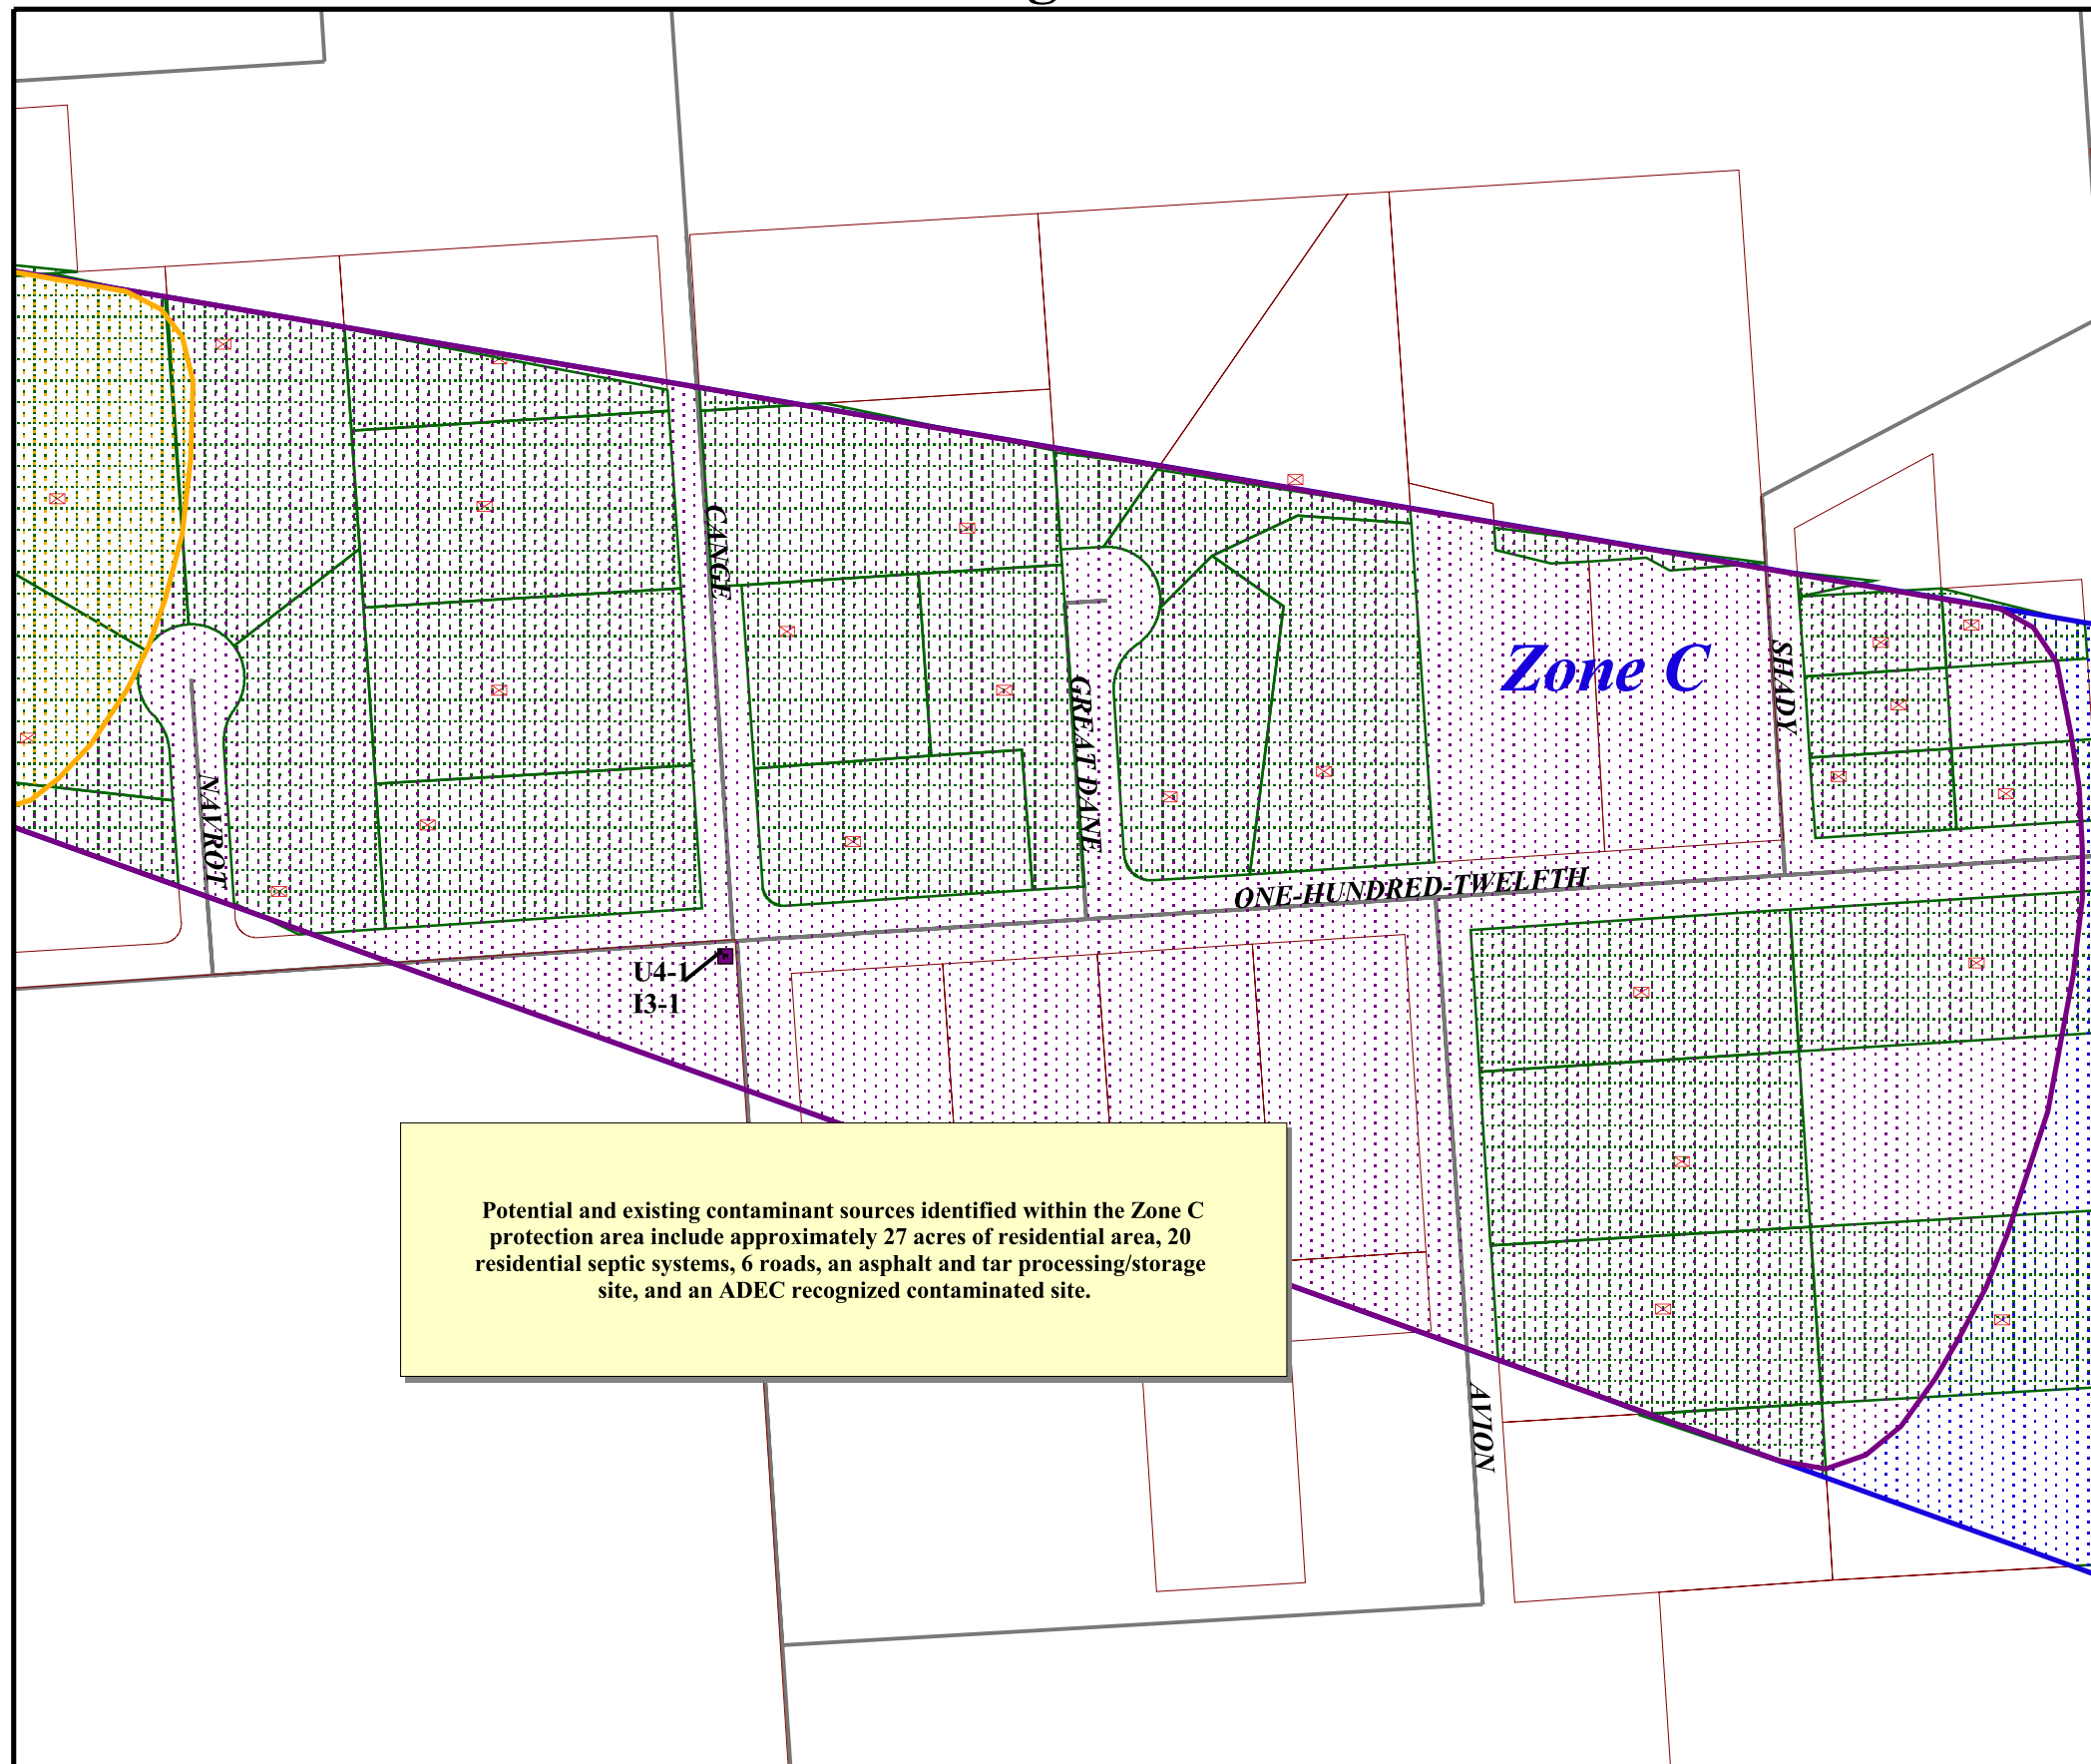 CANGE
Zone C
SHADY
GREAT DANE
NAVROT
ONE-HUNDRED-TWELFTH
U4-1
I3-1
Potential and existing contaminant sources identified within the Zone C
protection area include approximately 27 acres of residential area, 20
residential septic systems, 6 roads, an asphalt and tar processing/storage
site, and an ADEC recognized contaminated site.
AVION